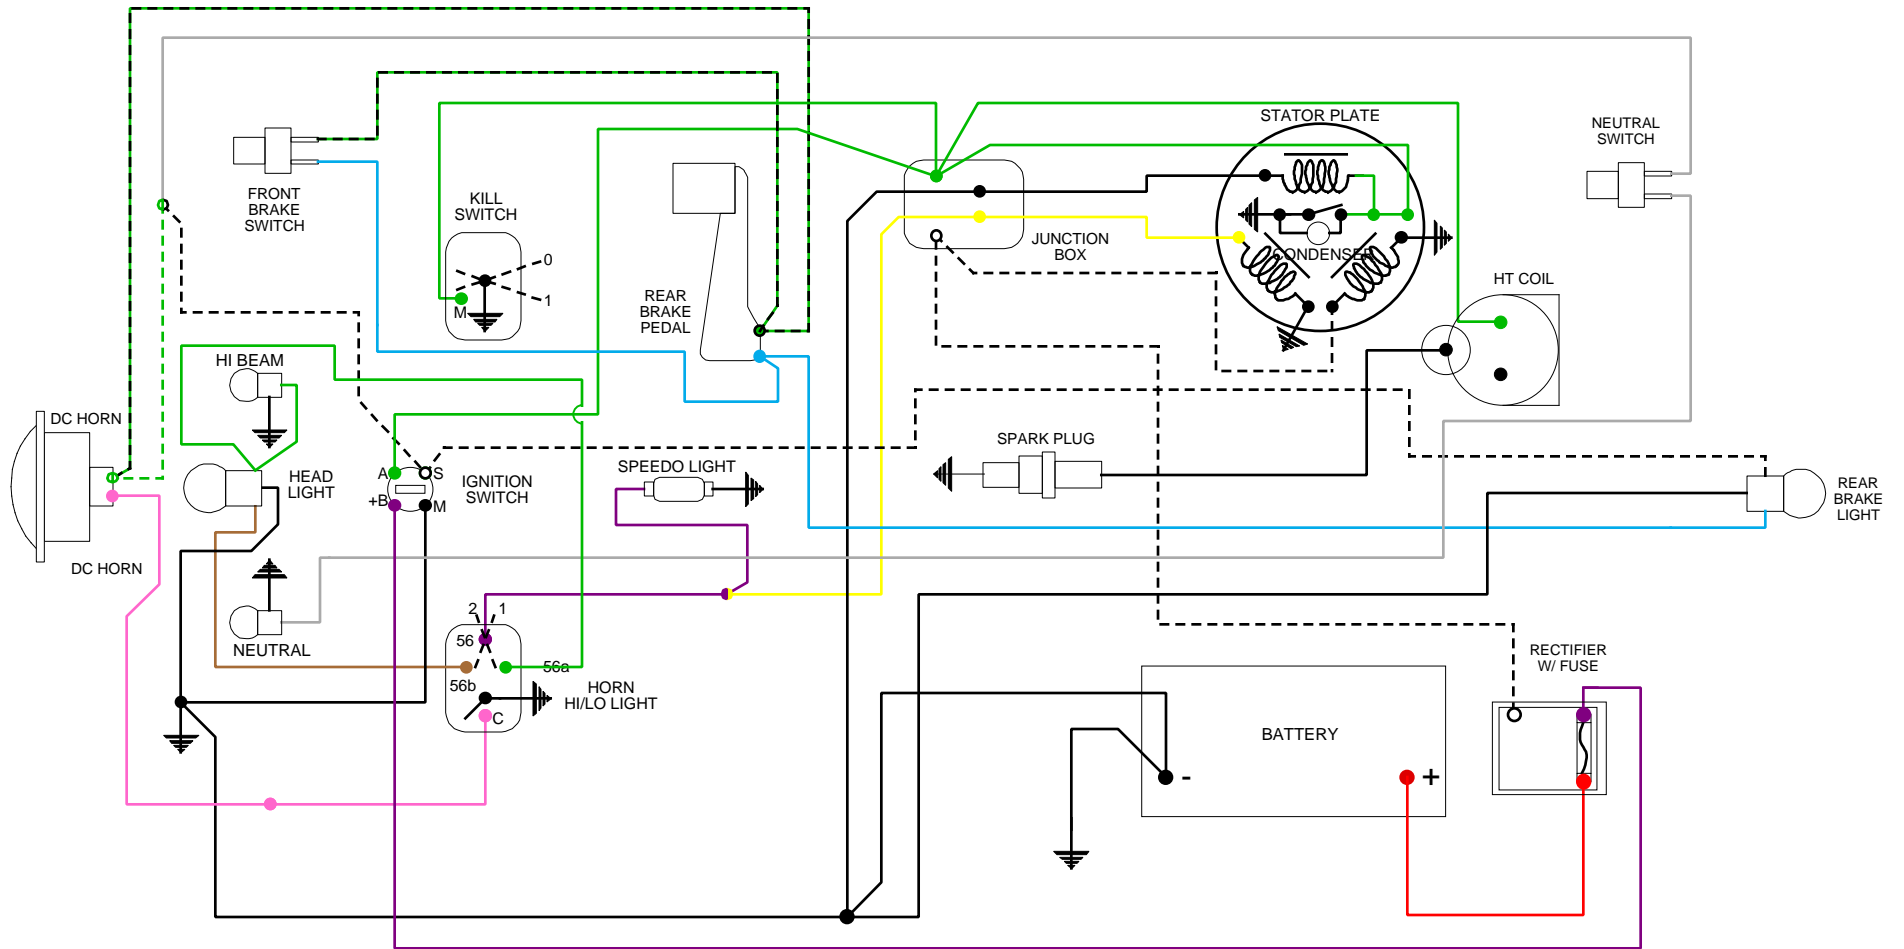 STATOR PLATE
NEUTRAL
SWITCH
FRONT
BRAKE
SWITCH
KILL
SWITCH
0
1
M
JUNCTION
BOX
CONDENSER
HT COIL
REAR
BRAKE
PEDAL
HI BEAM
DC HORN
HEAD
LIGHT
A
S
+B
M
IGNITION
SWITCH
SPEEDO LIGHT
SPARK PLUG
REAR
BRAKE
LIGHT
DC HORN
NEUTRAL
2
1
56
56a
56b
C
HORN
HI/LO LIGHT
RECTIFIER
W/ FUSE
BATTERY
-
+